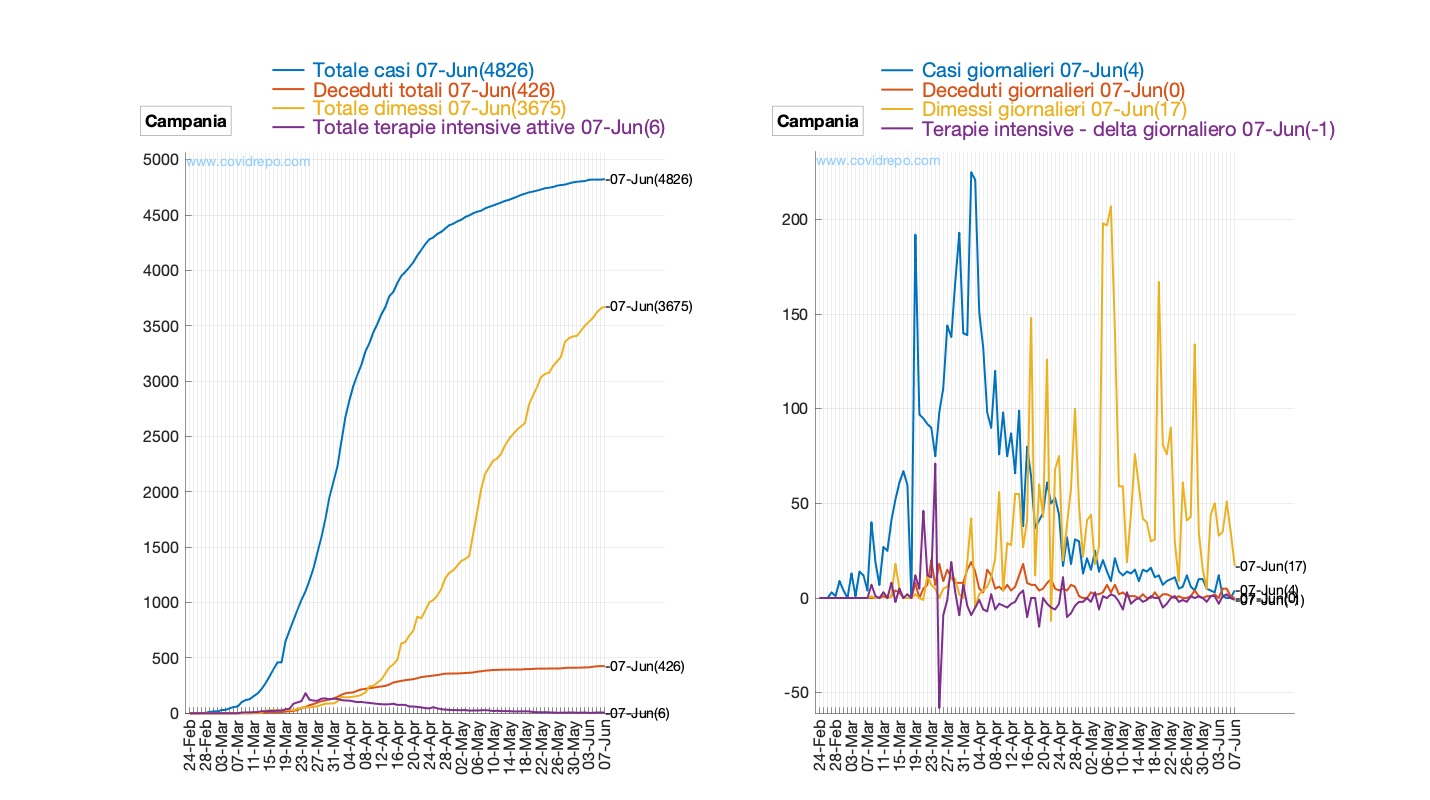 Totale casi 07-Jun(4826)
Deceduti totali 07-Jun(426)
Totale dimessi 07-Jun(3675)
Totale terapie intensive attive 07-Jun(6)
Campania
www.covidrepo.com
5000
4500
4000
3500
3000
2500
2000
1500
1000
500
0
-07-Jun(4826)
-07-Jun(3675)
-07-Jun(426)
-07-Jun(6)
24-Feb
28-Feb
03-Mar
07-Mar
11-Mar
15-Mar
19-Mar
23-Mar
27-Mar
31-Mar
04-Apr
08-Apr
12-Apr
16-Apr
20-Apr
24-Apr
28-Apr
02-May
06-May
10-May
14-May
18-May
22-May
26-May
30-May
03-Jun
07-Jun
Casi giornalieri 07-Jun(4)
Deceduti giornalieri 07-Jun(0)
Dimessi giornalieri 07-Jun(17)
Terapie intensive - delta giornaliero 07-Jun(-1)
Campania
www.covidrepo.com
200
150
100
50
0
-50
-07-Jun(17)
-07-Jun(4)
-07-Jun(0)
-07-Jun(-1)
24-Feb
28-Feb
03-Mar
07-Mar
11-Mar
15-Mar
19-Mar
23-Mar
27-Mar
31-Mar
04-Apr
08-Apr
12-Apr
16-Apr
20-Apr
24-Apr
28-Apr
02-May
06-May
10-May
14-May
18-May
22-May
26-May
30-May
03-Jun
07-Jun